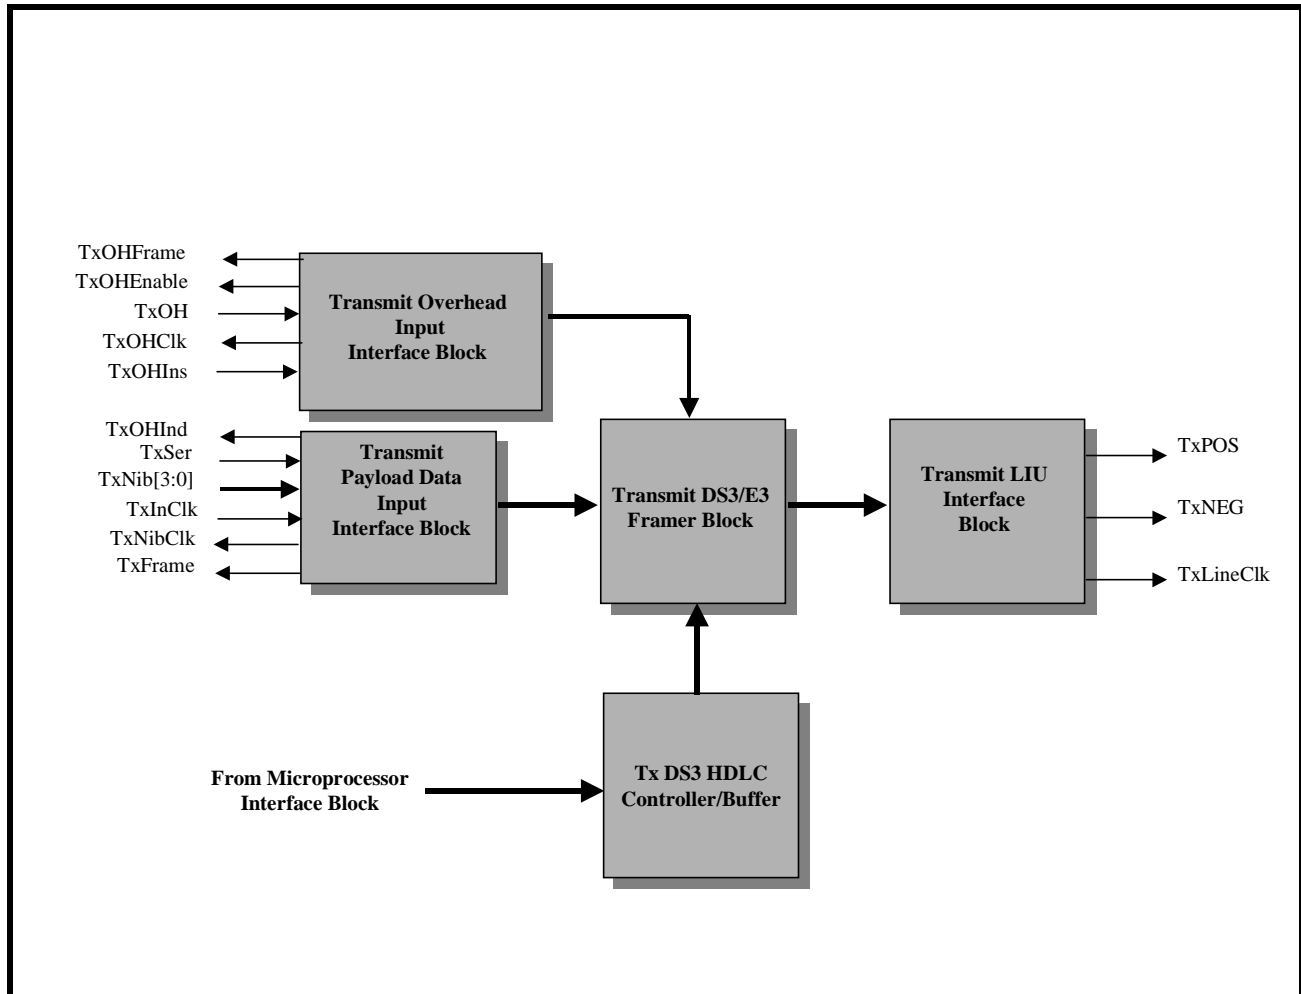 TxOHFrame
TxOHEnable
TxOH
TxOHClk
TxOHIns
Transmit Overhead
Input
Interface Block
TxOHInd
TxSer
TxNib[3:0]
TxInClk
TxNibClk
TxFrame
Transmit
Payload Data
Input
Interface Block
Transmit DS3/E3
Framer Block
Transmit LIU
Interface
Block
TxPOS
TxNEG
TxLineClk
From Microprocessor
Interface Block
Tx DS3 HDLC
Controller/Buffer